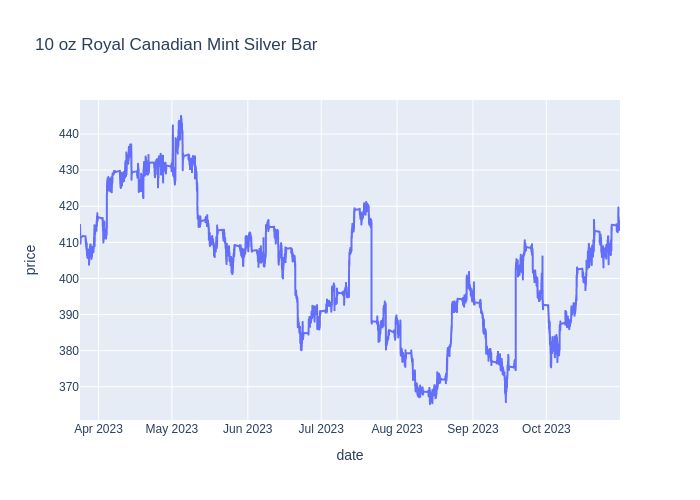 10 oz Royal Canadian Mint Silver Bar
price
440
430
420
410
400
390
380
370
Apr 2023 May 2023 Jun 2023 Jul 2023 Aug 2023 Sep 2023 Oct 2023
date